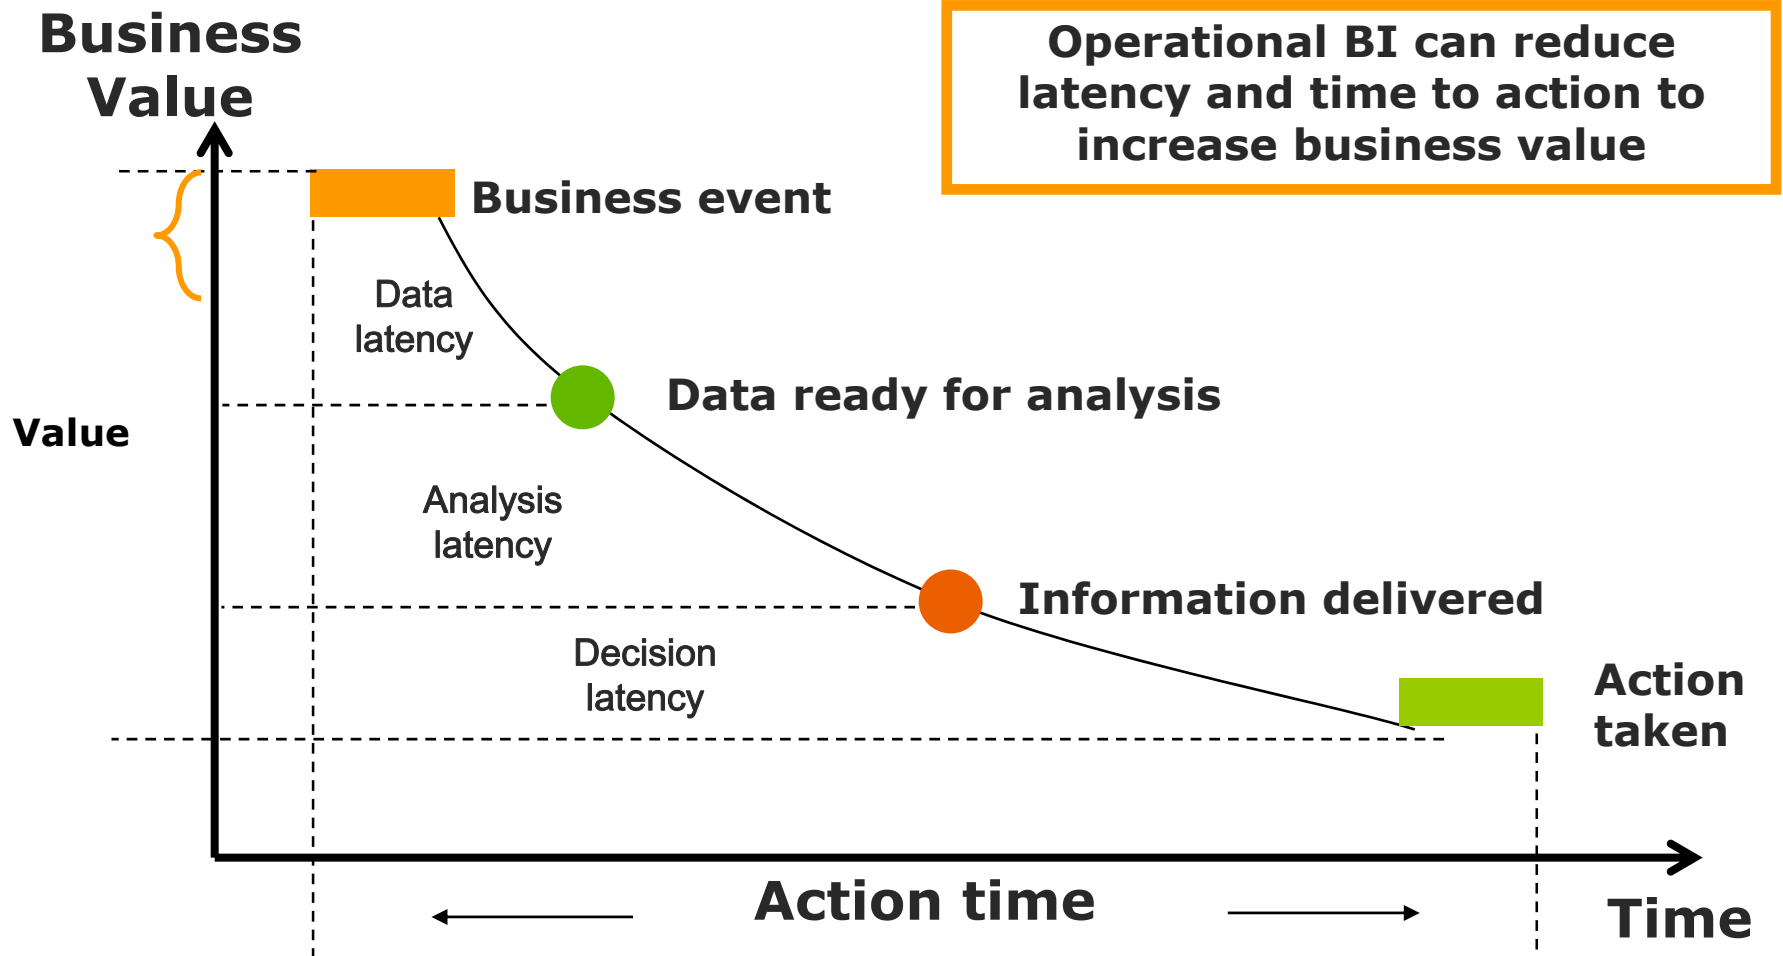 Business
Value
Operational BI can reduce
latency and time to action to
increase business value
Business event
Data
latency
Data ready for analysis
Value
Analysis
latency
Information delivered
Decision
latency
Action
taken
Action time
Time